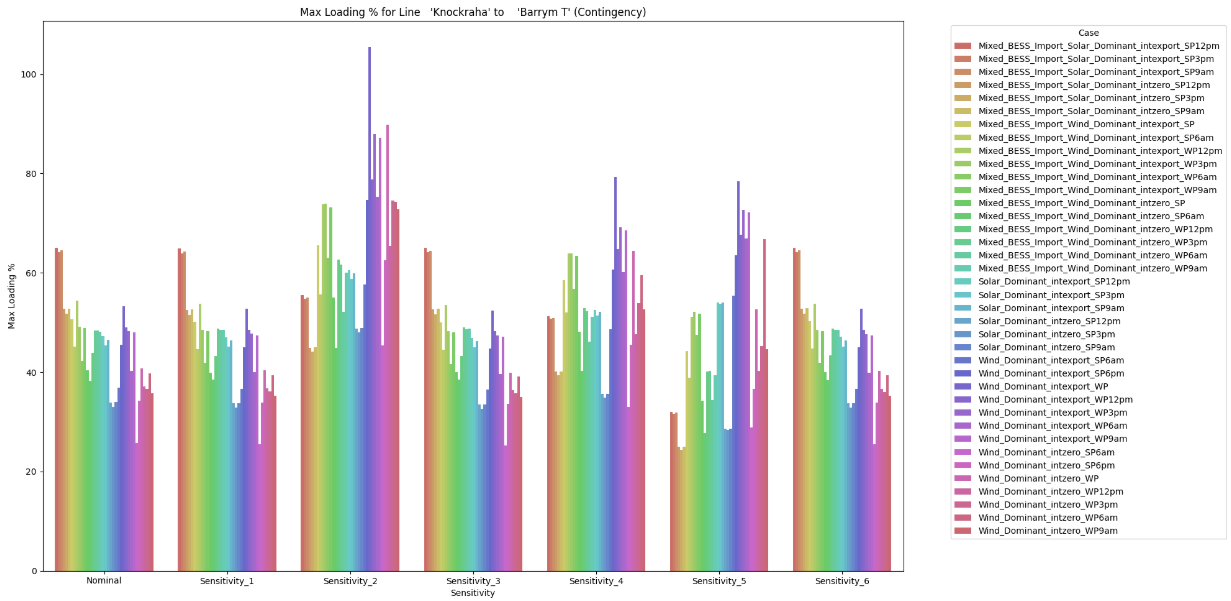 Max Loading % for Line   'Knockraha' to    'Barrym T' (Contingency)
Max Loading %
100
80
60
40
20
0
Nominal
Sensitivity_1
Sensitivity_2
Sensitivity_3
Sensitivity_4
Sensitivity_5
Sensitivity_6
Sensitivity
Case
Mixed_BESS_Import_Solar_Dominant_intexport_SP12pm
Mixed_BESS_Import_Solar_Dominant_intexport_SP3pm
Mixed_BESS_Import_Solar_Dominant_intexport_SP9am
Mixed_BESS_Import_Solar_Dominant_intzero_SP12pm
Mixed_BESS_Import_Solar_Dominant_intzero_SP3pm
Mixed_BESS_Import_Solar_Dominant_intzero_SP9am
Mixed_BESS_Import_Wind_Dominant_intexport_SP
Mixed_BESS_Import_Wind_Dominant_intexport_SP6am
Mixed_BESS_Import_Wind_Dominant_intexport_WP12pm
Mixed_BESS_Import_Wind_Dominant_intexport_WP3pm
Mixed_BESS_Import_Wind_Dominant_intexport_WP6am
Mixed_BESS_Import_Wind_Dominant_intexport_WP9am
Mixed_BESS_Import_Wind_Dominant_intzero_SP
Mixed_BESS_Import_Wind_Dominant_intzero_SP6am
Mixed_BESS_Import_Wind_Dominant_intzero_WP12pm
Mixed_BESS_Import_Wind_Dominant_intzero_WP3pm
Mixed_BESS_Import_Wind_Dominant_intzero_WP6am
Mixed_BESS_Import_Wind_Dominant_intzero_WP9am
Solar_Dominant_intexport_SP12pm
Solar_Dominant_intexport_SP3pm
Solar_Dominant_intexport_SP9am
Solar_Dominant_intzero_SP12pm
Solar_Dominant_intzero_SP3pm
Solar_Dominant_intzero_SP9am
Wind_Dominant_intexport_SP6am
Wind_Dominant_intexport_SP6pm
Wind_Dominant_intexport_WP
Wind_Dominant_intexport_WP12pm
Wind_Dominant_intexport_WP3pm
Wind_Dominant_intexport_WP6am
Wind_Dominant_intexport_WP9am
Wind_Dominant_intzero_SP6am
Wind_Dominant_intzero_SP6pm
Wind_Dominant_intzero_WP
Wind_Dominant_intzero_WP12pm
Wind_Dominant_intzero_WP3pm
Wind_Dominant_intzero_WP6am
Wind_Dominant_intzero_WP9am